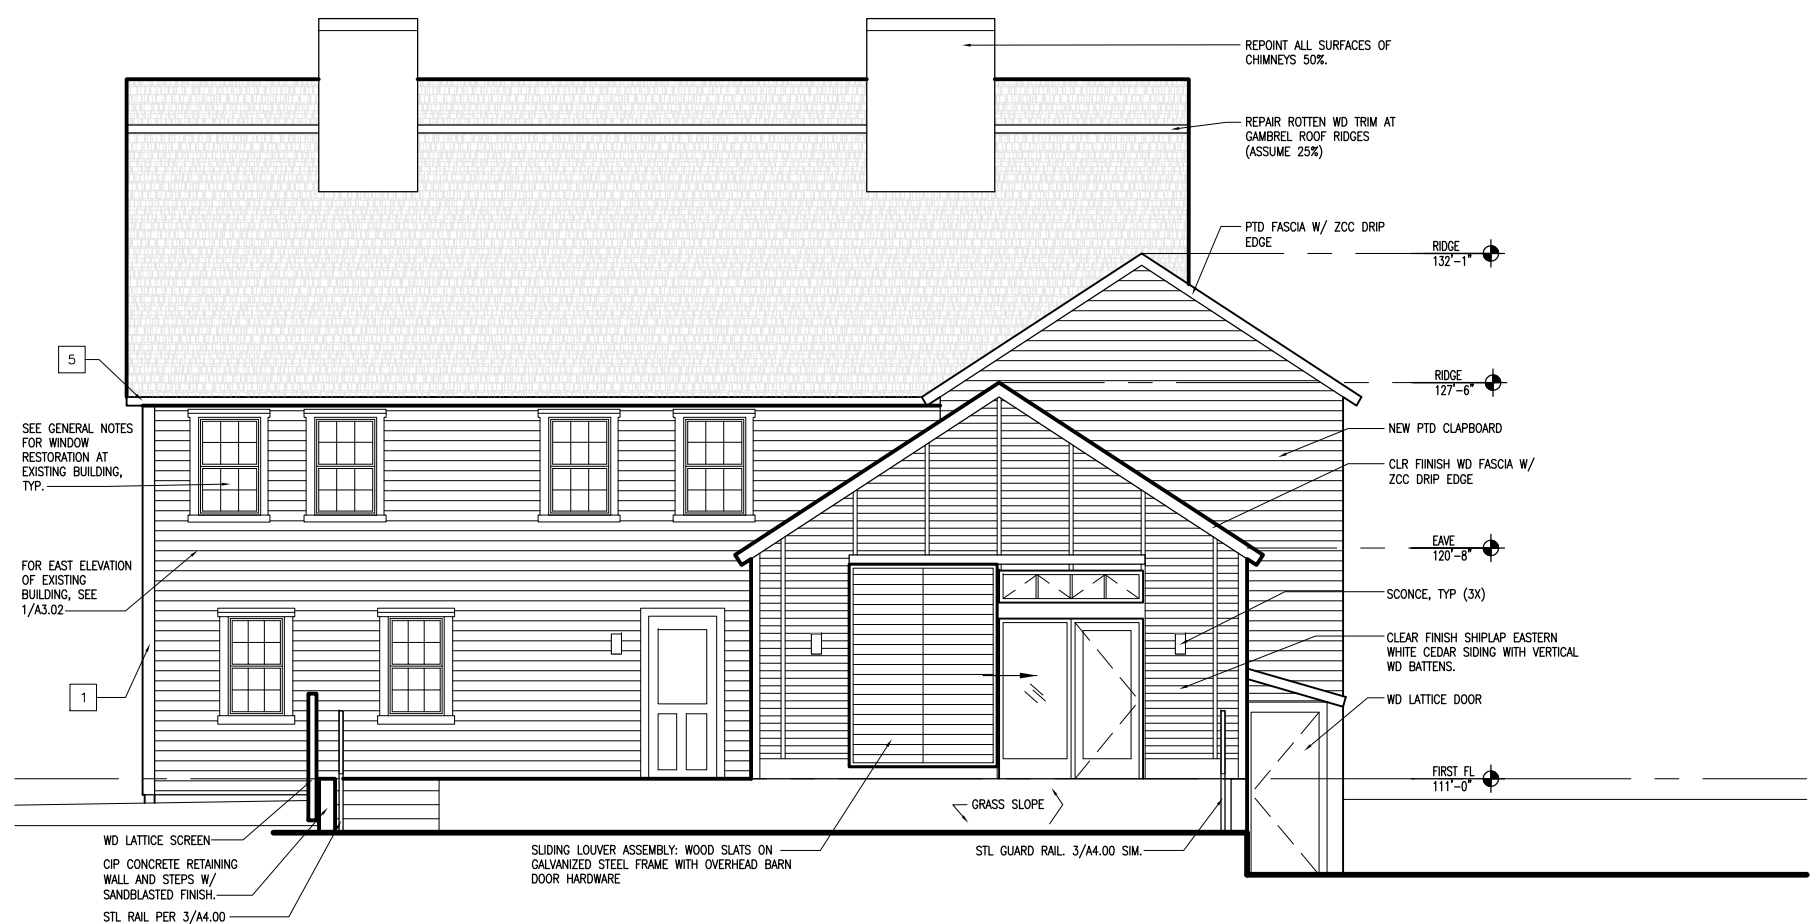 REPOINT ALL SURFACES OF
CHIMNEYS 50%.
REPAIR ROTTEN WD TRIM AT
GAMBREL ROOF RIDGES
(ASSUME 25%)
PTD FASCIA W/ ZCC DRIP
EDGE
RIDGE
132'-1"
5
RIDGE
127'-6"
SEE GENERAL NOTES
FOR WINDOW
RESTORATION AT
EXISTING BUILDING,
TYP.
NEW PTD CLAPBOARD
CLR FIINISH WD FASCIA W/
ZCC DRIP EDGE
EAVE
120'-8"
FOR EAST ELEVATION
OF EXISTING
BUILDING, SEE
1/A3.02
SCONCE, TYP (3X)
CLEAR FINISH SHIPLAP EASTERN
WHITE CEDAR SIDING WITH VERTICAL
WD BATTENS.
1
WD LATTICE DOOR
FIRST FL
111'-0"
GRASS SLOPE
WD LATTICE SCREEN
CIP CONCRETE RETAINING
WALL AND STEPS W/
SANDBLASTED FINISH.
STL RAIL PER 3/A4.00
SLIDING LOUVER ASSEMBLY: WOOD SLATS ON
GALVANIZED STEEL FRAME WITH OVERHEAD BARN
DOOR HARDWARE
STL GUARD RAIL. 3/A4.00 SIM.